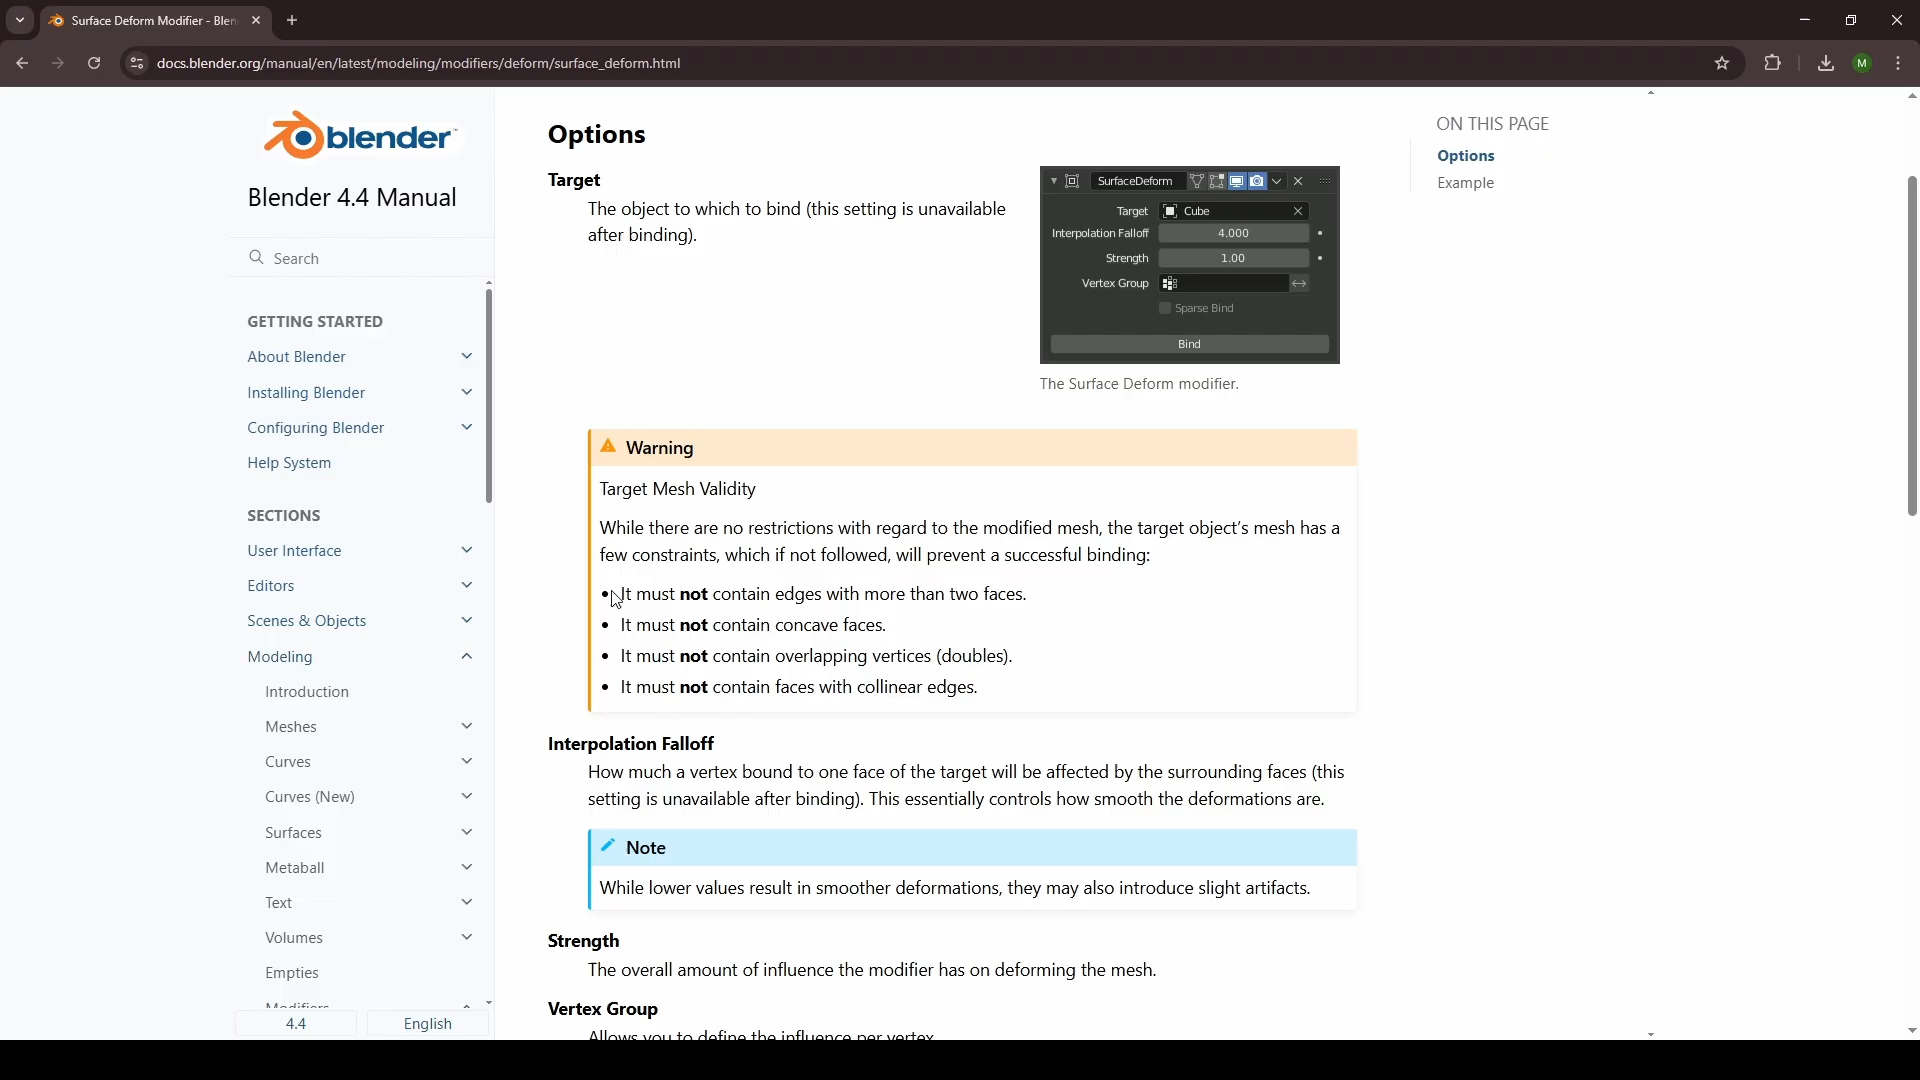 Surface Deform Modifier - Blen
docs.blender.org/manual/en/latest/modeling/modifiers/deform/surface_deform.html
M
blender
Blender 4.4 Manual
Search
GETTING STARTED
About Blender
Installing Blender
Configuring Blender
Help System
SECTIONS
User Interface
Editors
Scenes & Objects
Modeling
Introduction
Meshes
Curves
Curves (New)
Surfaces
Metaball
Text
Volumes
Empties
Modifiers
4.4
English
Options
Target
The object to which to bind (this setting is unavailable
after binding).
SurfaceDeform
Target Cube
Interpolation Falloff 4.000
Strength 1.00
Vertex Group
Sparse Bind
Bind
The Surface Deform modifier.
Warning
Target Mesh Validity
While there are no restrictions with regard to the modified mesh, the target object's mesh has a
few constraints, which if not followed, will prevent a successful binding:
• It must not contain edges with more than two faces.
• It must not contain concave faces.
• It must not contain overlapping vertices (doubles).
• It must not contain faces with collinear edges.
Interpolation Falloff
How much a vertex bound to one face of the target will be affected by the surrounding faces (this
setting is unavailable after binding). This essentially controls how smooth the deformations are.
Note
While lower values result in smoother deformations, they may also introduce slight artifacts.
Strength
The overall amount of influence the modifier has on deforming the mesh.
Vertex Group
Allows you to define the influence per vertex
ON THIS PAGE
Options
Example